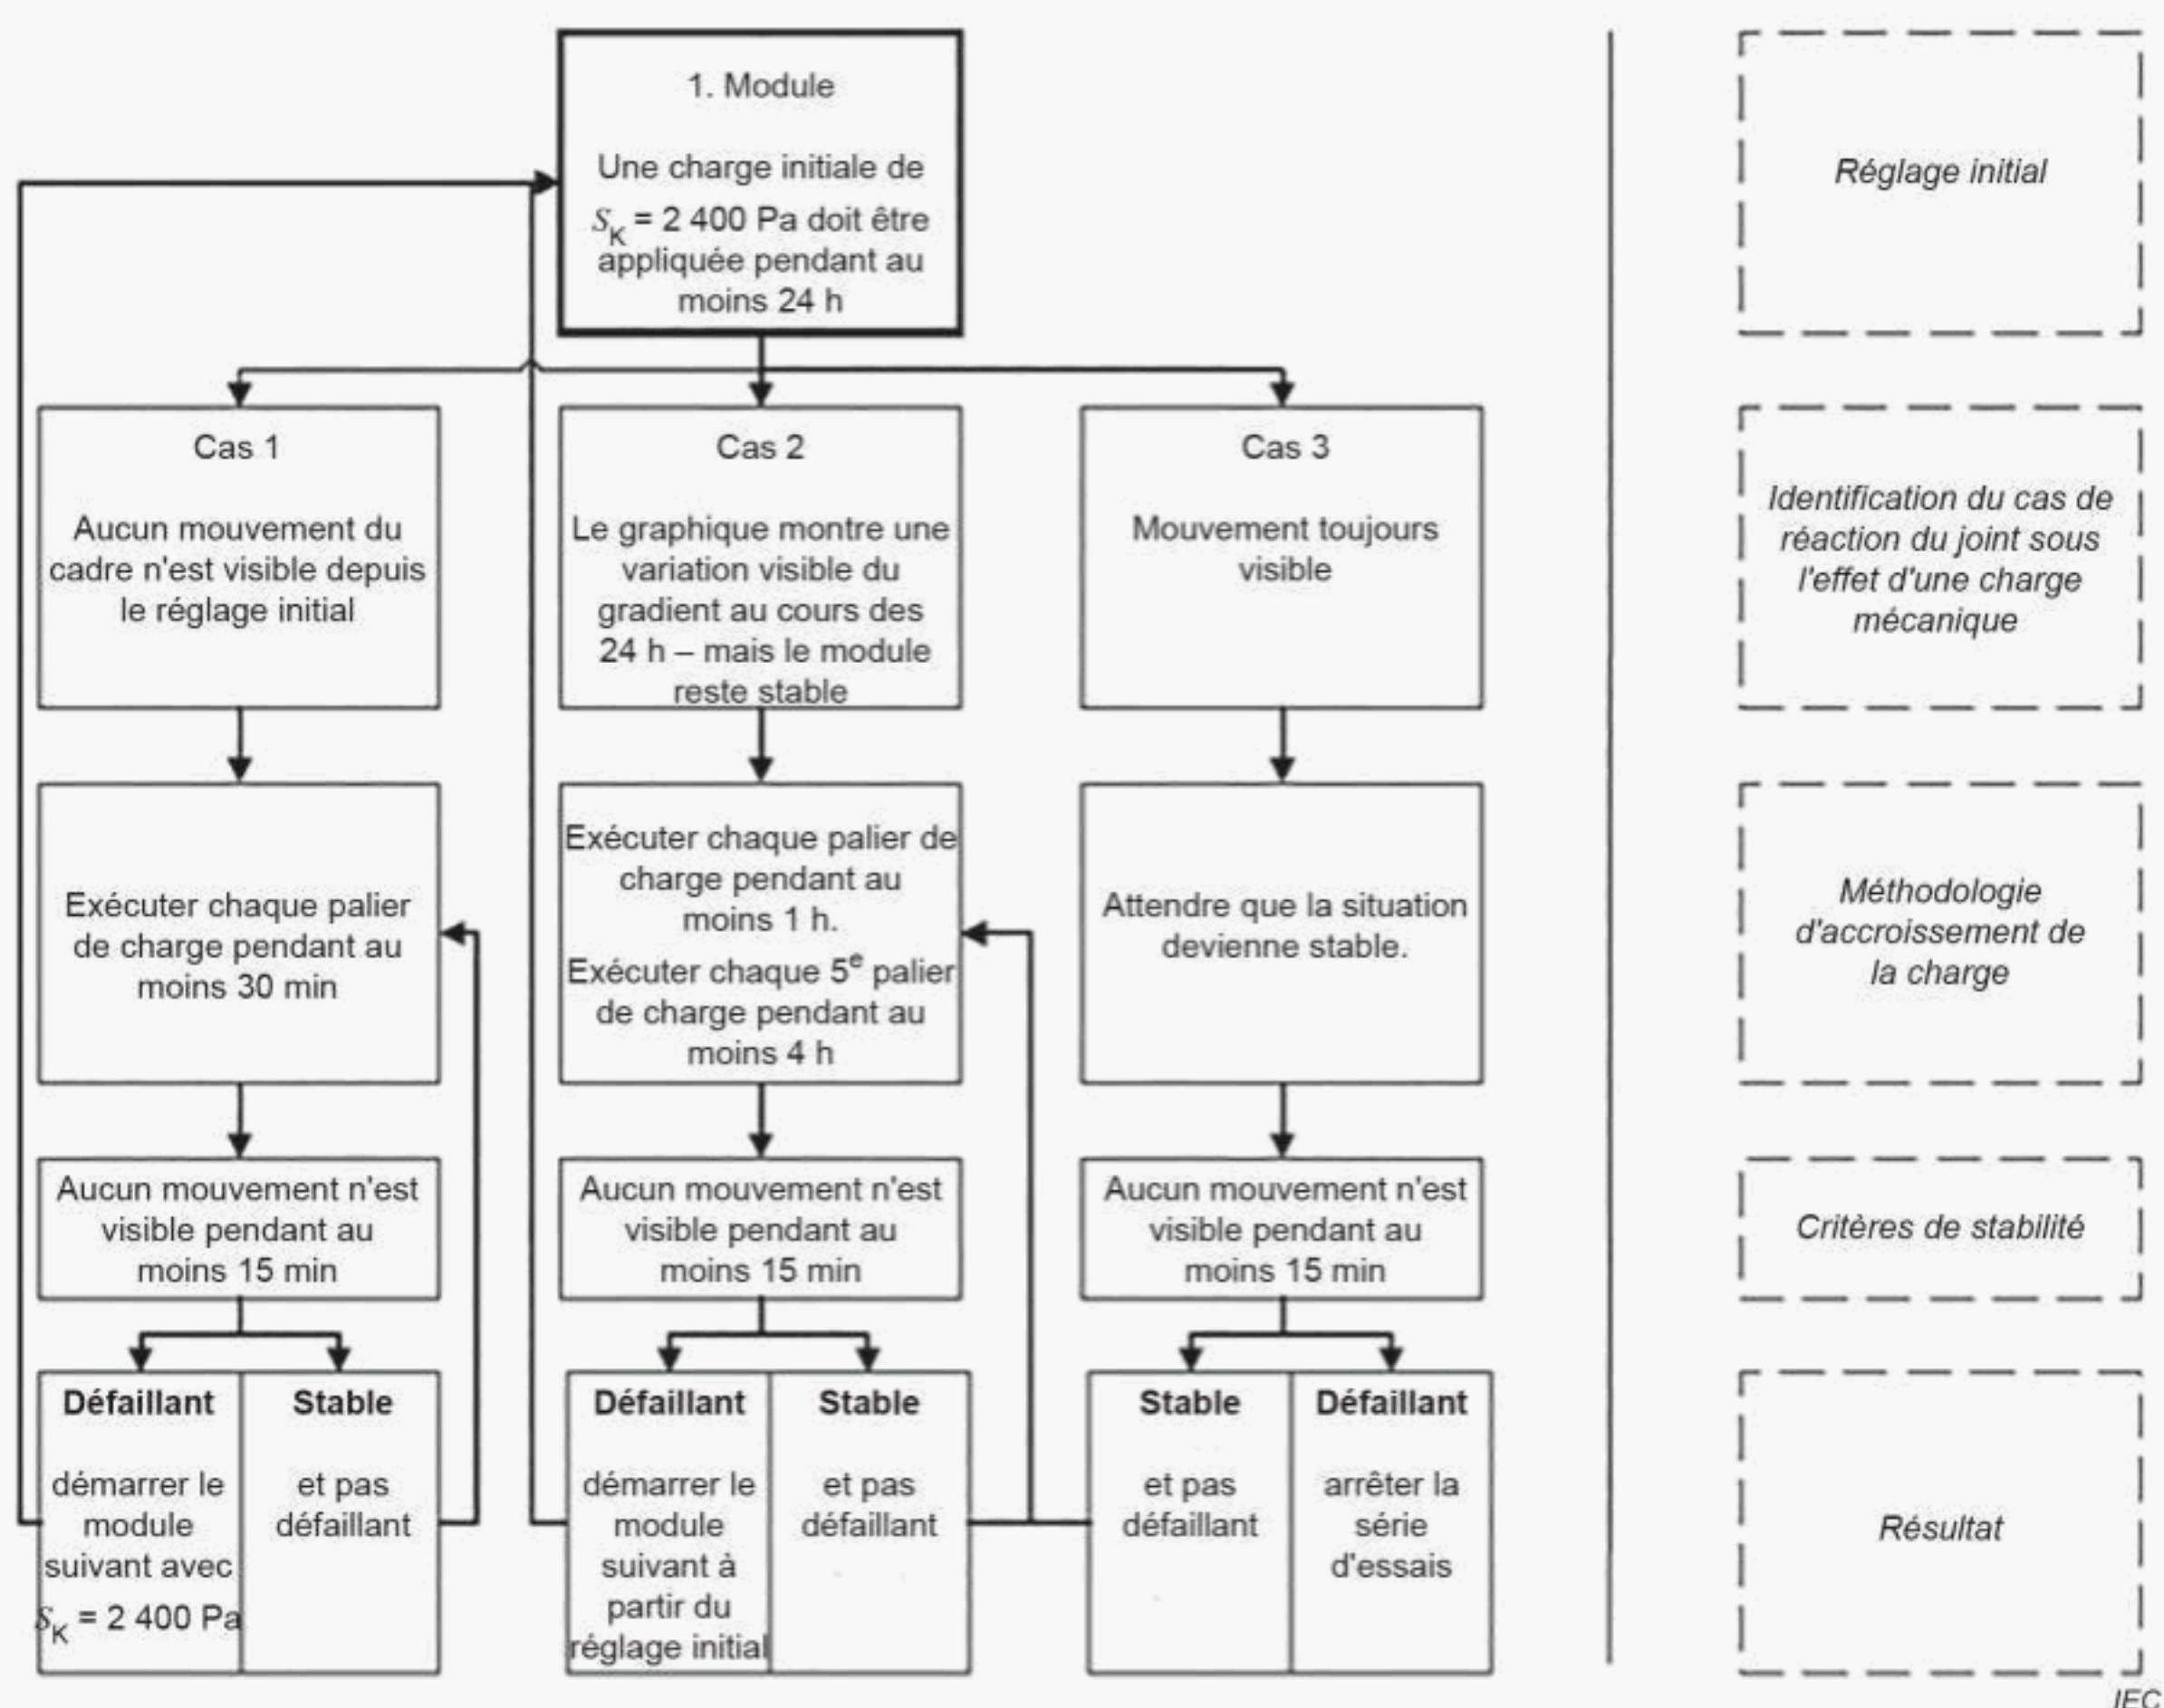 1. Module
Une charge initiale de
SK = 2 400 Pa doit être
appliquée pendant au
moins 24 h
Réglage initial
Cas 1
Aucun mouvement du
cadre n'est visible depuis
le réglage initial
Cas 2
Le graphique montre une
variation visible du
gradient au cours des
24 h – mais le module
reste stable
Cas 3
Mouvement toujours
visible
Identification du cas de
réaction du joint sous
l'effet d'une charge
mécanique
Exécuter chaque palier
de charge pendant au
moins 30 min
Exécuter chaque palier de
charge pendant au
moins 1 h.
Exécuter chaque 5e palier
de charge pendant au
moins 4 h
Attendre que la situation
devienne stable.
Méthodologie
d'accroissement de
la charge
Aucun mouvement n'est
visible pendant au
moins 15 min
Aucun mouvement n'est
visible pendant au
moins 15 min
Aucun mouvement n'est
visible pendant au
moins 15 min
Critères de stabilité
Défaillant
démarrer le
module
suivant avec
SK = 2 400 Pa
Stable
et pas
défaillant
Défaillant
démarrer le
module
suivant à
partir du
réglage initial
Stable
et pas
défaillant
Stable
et pas
défaillant
Défaillant
arrêter la
série
d'essais
Résultat
IEC